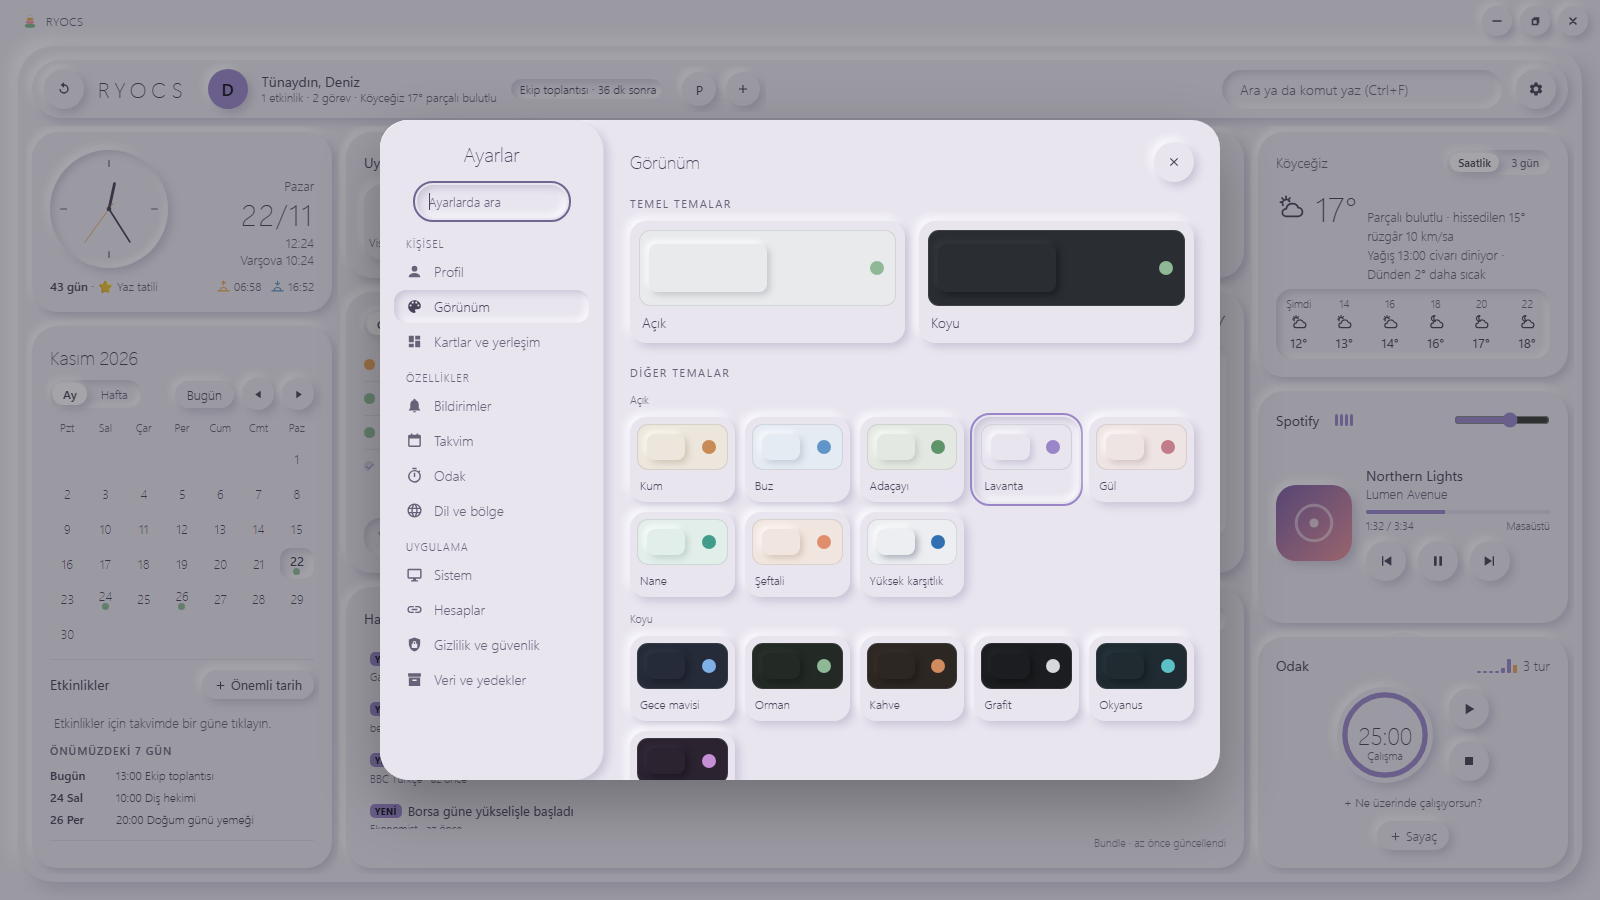 RYOCS
RYOCS
D
Tünaydın, Deniz
1 etkinlik · 2 görev · Köyceğiz 17° parçalı bulutlu
Ekip toplantısı · 36 dk sonra
P
+
Ara ya da komut yaz (Ctrl+F)
Pazar
22/11
12:24
Varşova 10:24
43 gün · Yaz tatili
06:58
16:52
Kasım 2026
Ay
Hafta
Bugün
Pzt Sal Çar Per Cum Cmt Paz
1
2 3 4 5 6 7 8
9 10 11 12 13 14 15
16 17 18 19 20 21 22
23 24 25 26 27 28 29
30
Etkinlikler
+ Önemli tarih
Etkinlikler için takvimde bir güne tıklayın.
ÖNÜMÜZDEKİ 7 GÜN
Bugün 13:00 Ekip toplantısı
24 Sal 10:00 Diş hekimi
26 Per 20:00 Doğum günü yemeği
Ayarlar
Ayarlarda ara
KİŞİSEL
Profil
Görünüm
Kartlar ve yerleşim
ÖZELLİKLER
Bildirimler
Takvim
Odak
Dil ve bölge
UYGULAMA
Sistem
Hesaplar
Gizlilik ve güvenlik
Veri ve yedekler
Görünüm
TEMEL TEMALAR
Açık
Koyu
DİĞER TEMALAR
Açık
Kum
Buz
Adaçayı
Lavanta
Gül
Nane
Şeftali
Yüksek karşıtlık
Koyu
Gece mavisi
Orman
Kahve
Grafit
Okyanus
YENİ Borsa güne yükselişle başladı
Bundle · az önce güncellendi
Köyceğiz
Saatlik
3 gün
17°
Parçalı bulutlu · hissedilen 15°
rüzgâr 10 km/sa
Yağış 13:00 civarı diniyor ·
Dünden 2° daha sıcak
Şimdi 14 16 18 20 22
12° 13° 14° 16° 17° 18°
Spotify
Northern Lights
Lumen Avenue
1:32 / 3:34
Masaüstü
Odak
3 tur
25:00
Çalışma
+ Ne üzerinde çalışıyorsun?
+ Sayaç